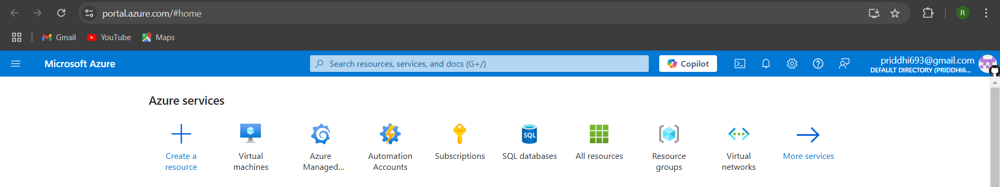 portal.azure.com/#home
R
Gmail
YouTube
Maps
Microsoft Azure
Search resources, services, and docs (G+/)
Copilot
priddhi693@gmail.com
DEFAULT DIRECTORY (PRIDDHI6...
Azure services
Create a
resource
Virtual
machines
Azure
Managed...
Automation
Accounts
Subscriptions
SQL
SQL databases
All resources
Resource
groups
Virtual
networks
More services